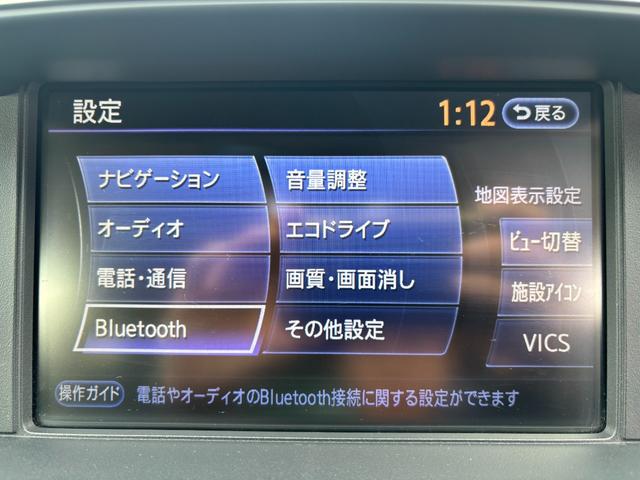 設定
1:12
戻る
ナビゲーション
音量調整
地図表示設定
オーディオ
エコドライブ
ビュー切替
電話・通信
画質・画面消し
施設アイコン
Bluetooth
その他設定
VICS
操作ガイド
電話やオーディオのBluetooth接続に関する設定ができます